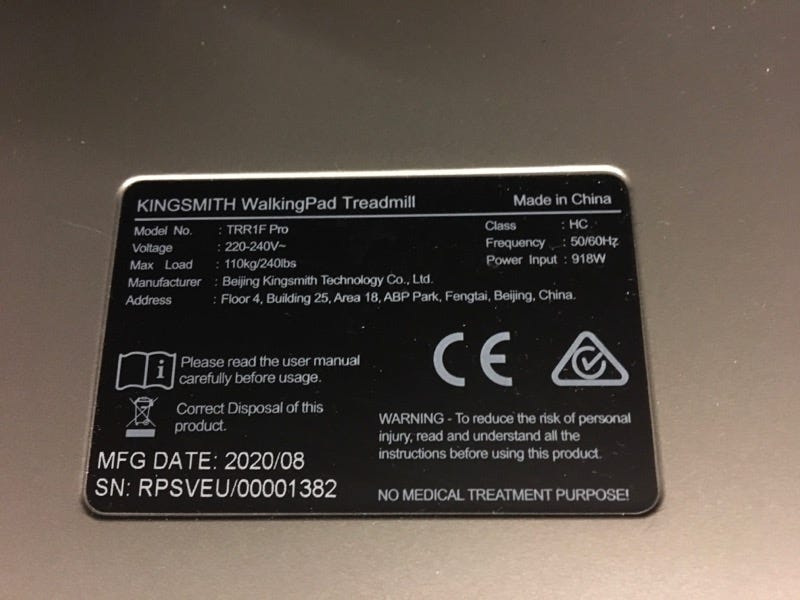 KINGSMITH WalkingPad Treadmill Made in China
Model No. : TRR1F Pro Class : HC
Voltage : 220-240V~ Frequency : 50/60Hz
Max Load : 110kg/240lbs Power Input : 918W
Manufacturer : Beijing Kingsmith Technology Co., Ltd.
Address : Floor 4, Building 25, Area 18, ABP Park, Fengtai, Beijing, China.
Please read the user manual
carefully before usage.
CE
Correct Disposal of this
product.
WARNING - To reduce the risk of personal
injury, read and understand all the
instructions before using this product.
MFG DATE: 2020/08
SN: RPSVEU/00001382
NO MEDICAL TREATMENT PURPOSE!